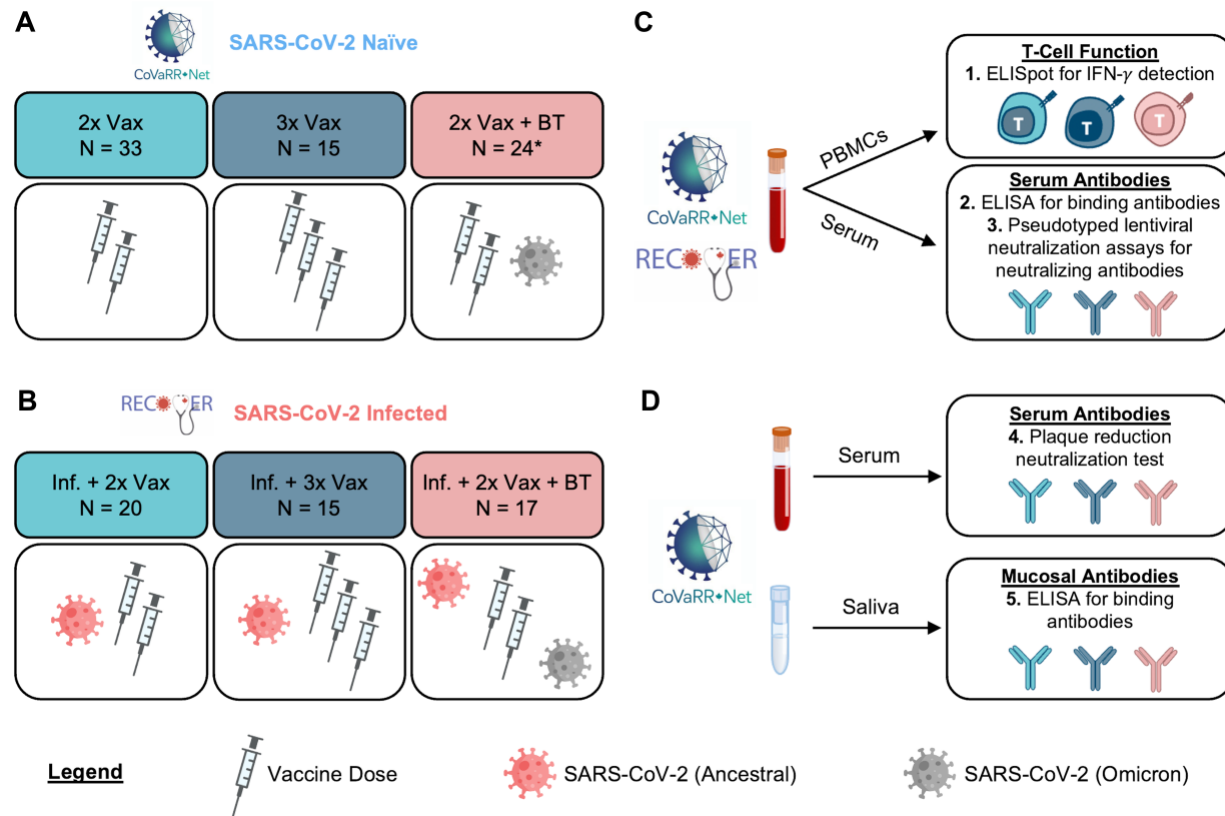 A
CoVaRR•Net
SARS-CoV-2 Naïve
2x Vax
N = 33
3x Vax
N = 15
2x Vax + BT
N = 24*
B
RECOVER
SARS-CoV-2 Infected
Inf. + 2x Vax
N = 20
Inf. + 3x Vax
N = 15
Inf. + 2x Vax + BT
N = 17
C
CoVaRR•Net
RECOVER
PBMCs
Serum
T-Cell Function
1. ELISpot for IFN-γ detection
T
T
T
Serum Antibodies
2. ELISA for binding antibodies
3. Pseudotyped lentiviral
neutralization assays for
neutralizing antibodies
D
CoVaRR•Net
Serum
Saliva
Serum Antibodies
4. Plaque reduction
neutralization test
Mucosal Antibodies
5. ELISA for binding
antibodies
Legend
Vaccine Dose
SARS-CoV-2 (Ancestral)
SARS-CoV-2 (Omicron)